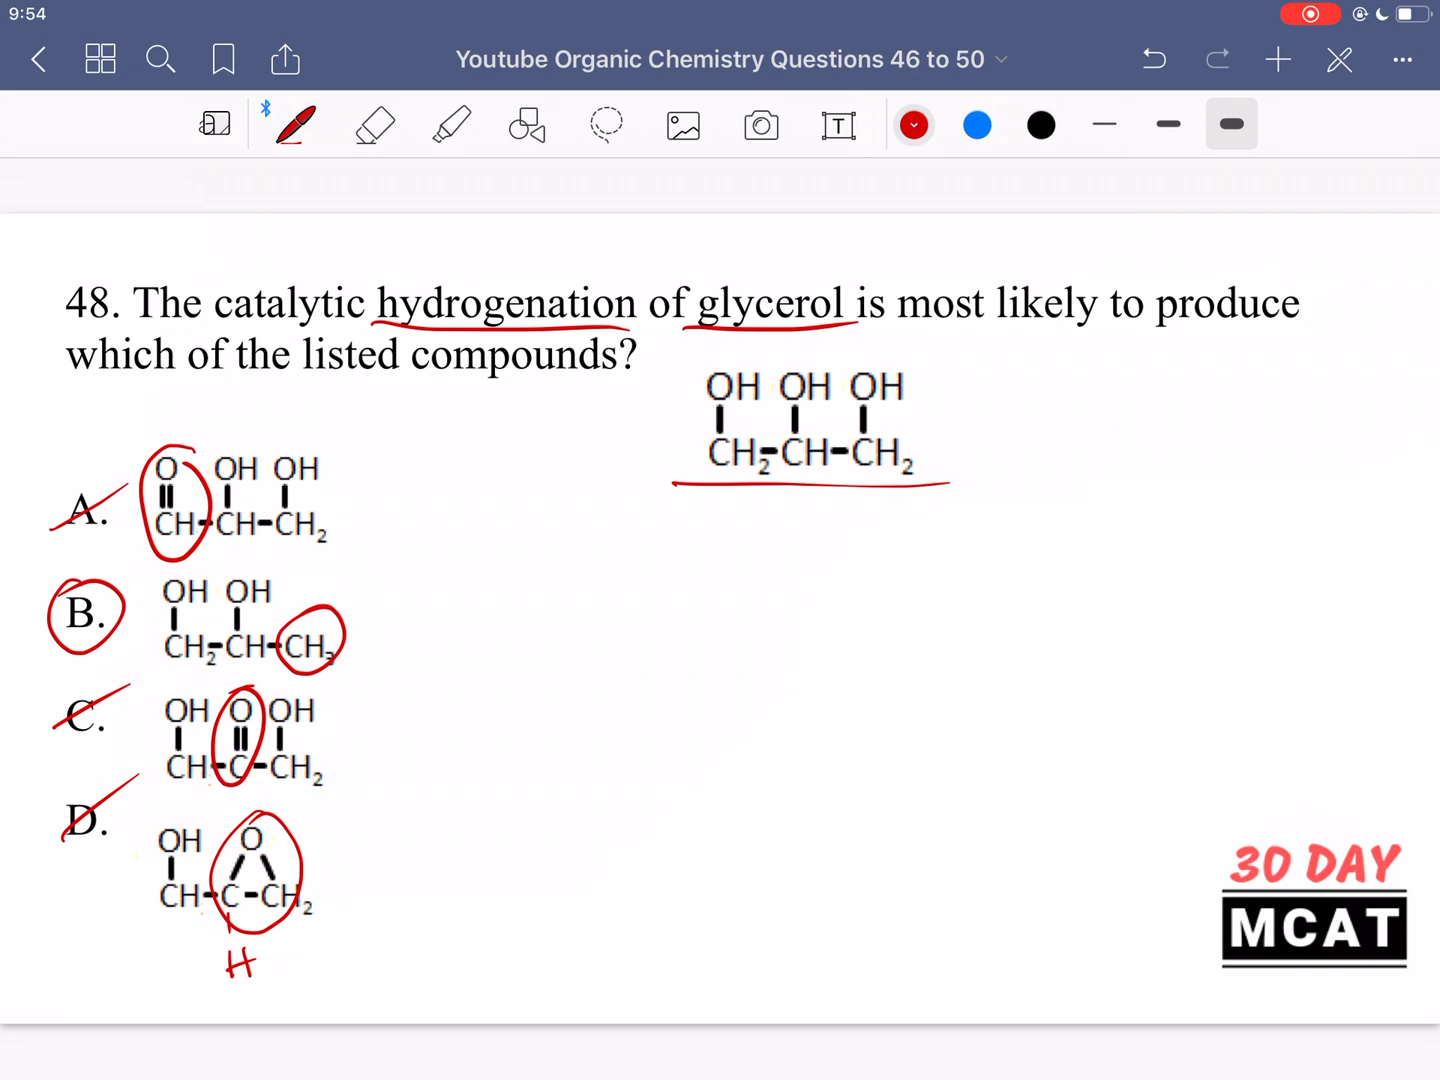 9:54
Youtube Organic Chemistry Questions 46 to 50
T
48. The catalytic hydrogenation of glycerol is most likely to produce
which of the listed compounds?
OH OH OH
CH₂-CH-CH₂
A.
O OH OH
CH-CH-CH₂
B.
OH OH
CH₂-CH-CH₃
C.
OH O OH
CH-C-CH₂
D.
OH O
CH-C-CH₂
H
30 DAY
MCAT